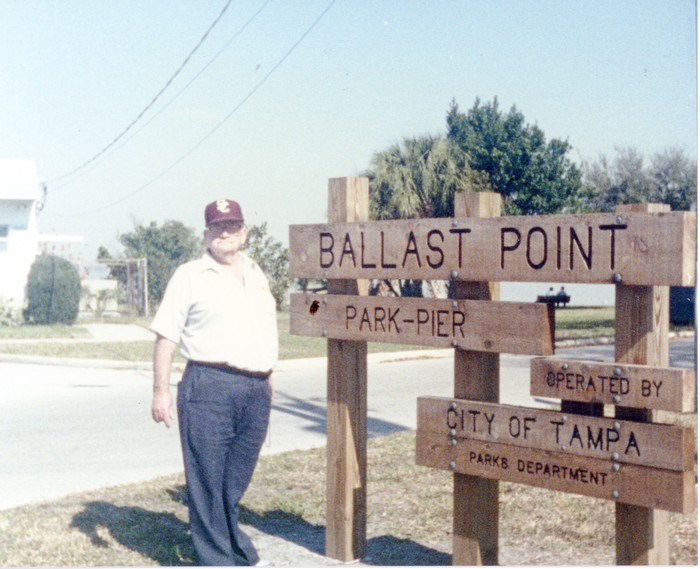 BALLAST POINT
PARK-PIER
OPERATED BY
CITY OF TAMPA
PARKS DEPARTMENT